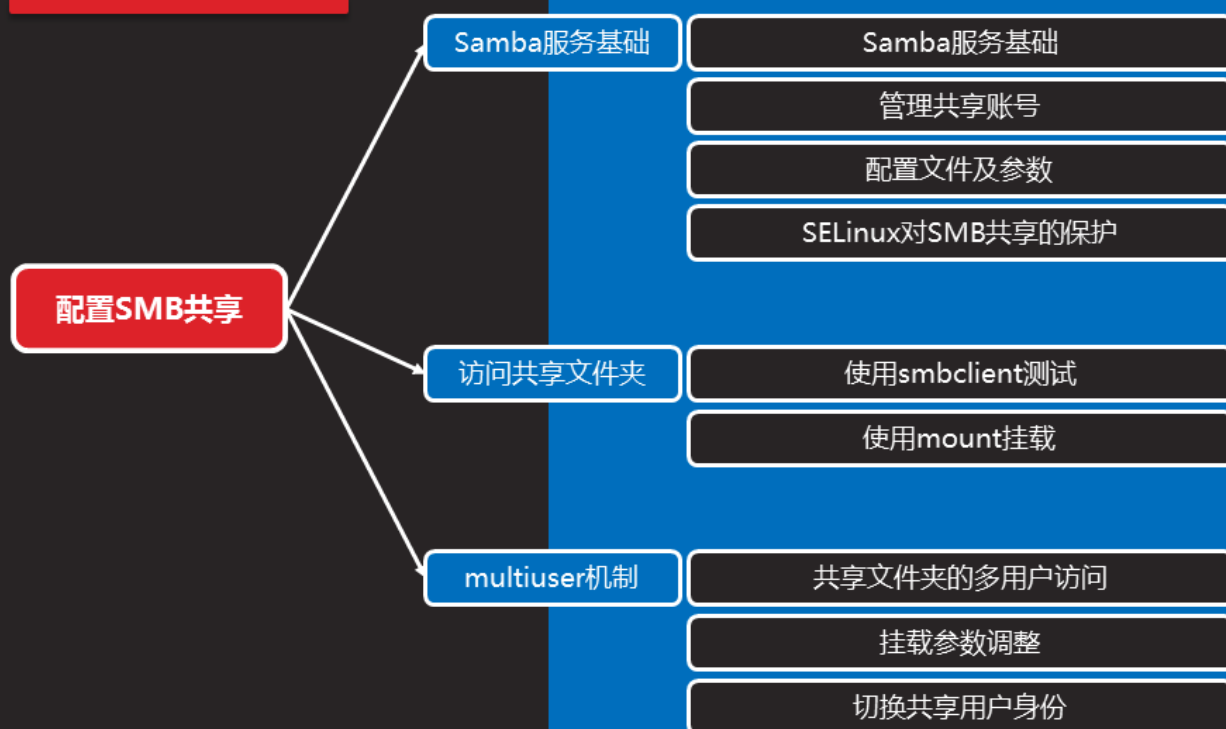 配置SMB共享
Samba服务基础
Samba服务基础
管理共享账号
配置文件及参数
SELinux对SMB共享的保护
访问共享文件夹
使用smbclient测试
使用mount挂载
multiuser机制
共享文件夹的多用户访问
挂载参数调整
切换共享用户身份